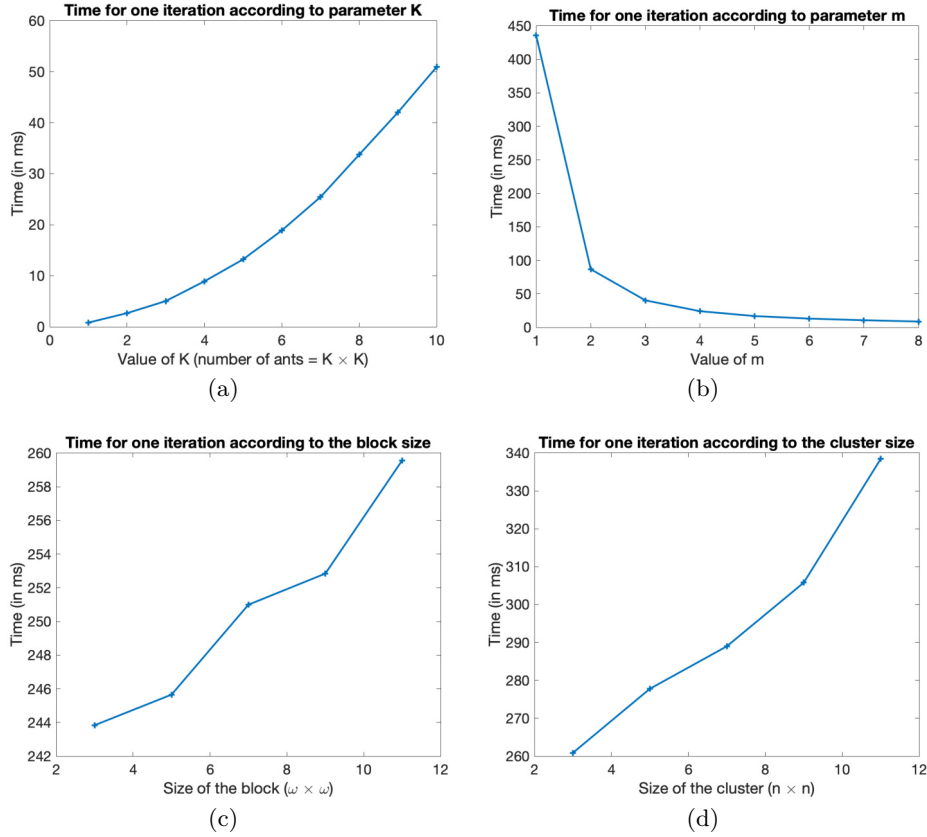 Time for one iteration according to parameter K
60
50
40
30
20
10
0
Time (in ms)
0 2 4 6 8 10
Value of K (number of ants = K × K)
(a)
Time for one iteration according to parameter m
450
400
350
300
250
200
150
100
50
0
Time (in ms)
1 2 3 4 5 6 7 8
Value of m
(b)
Time for one iteration according to the block size
260
258
256
254
252
250
248
246
244
242
Time (in ms)
2 4 6 8 10 12
Size of the block (ω × ω)
(c)
Time for one iteration according to the cluster size
340
330
320
310
300
290
280
270
260
Time (in ms)
2 4 6 8 10 12
Size of the cluster (n × n)
(d)